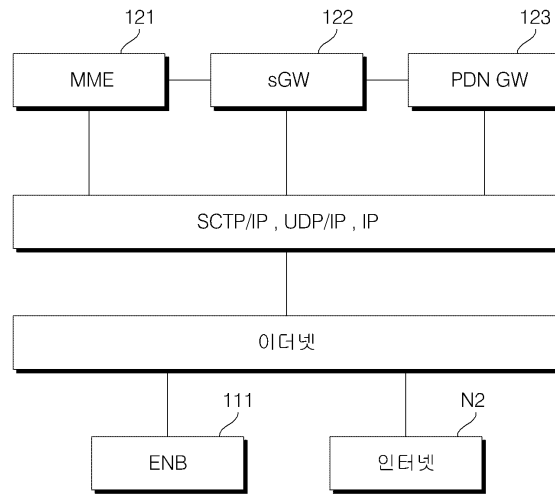 121
122
123
MME
sGW
PDN GW
SCTP/IP , UDP/IP , IP
이더넷
111
N2
ENB
인터넷